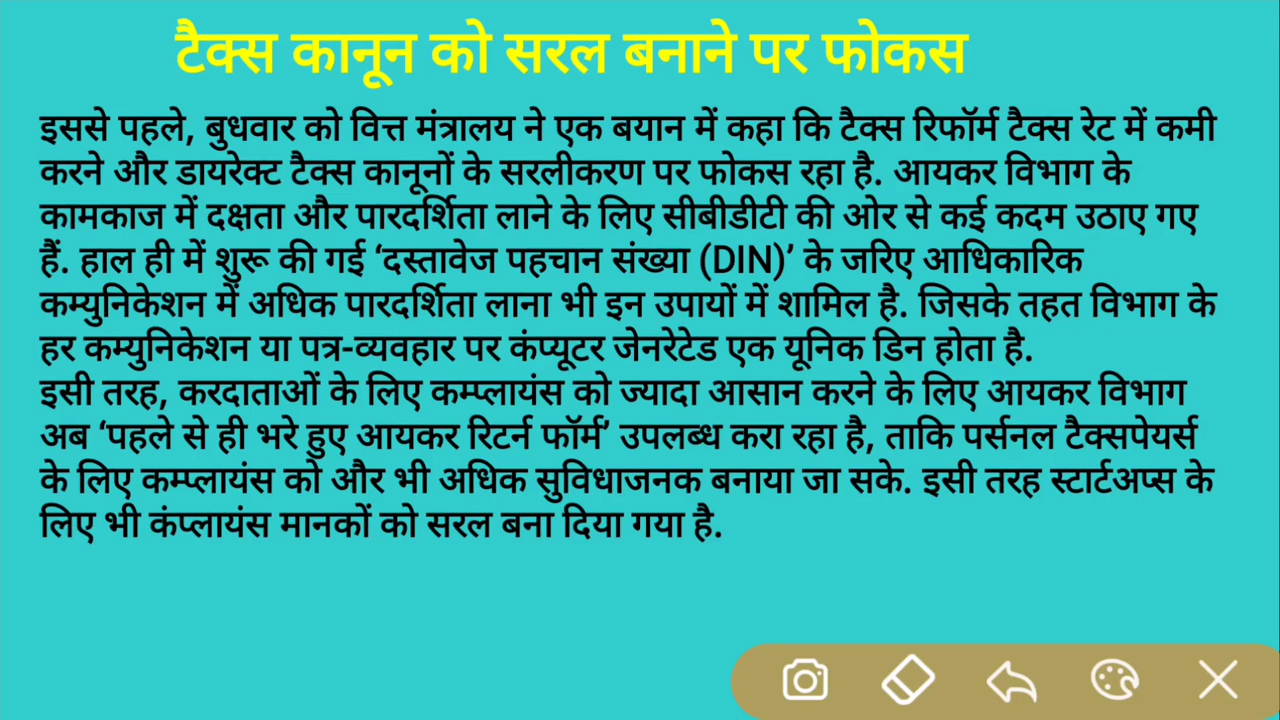 टैक्स कानून को सरल बनाने पर फोकस
इससे पहले, बुधवार को वित्त मंत्रालय ने एक बयान में कहा कि टैक्स रिफॉर्म टैक्स रेट में कमी
करने और डायरेक्ट टैक्स कानूनों के सरलीकरण पर फोकस रहा है. आयकर विभाग के
कामकाज में दक्षता और पारदर्शिता लाने के लिए सीबीडीटी की ओर से कई कदम उठाए गए
हैं. हाल ही में शुरू की गई ‘दस्तावेज पहचान संख्या (DIN)’ के जरिए आधिकारिक
कम्युनिकेशन में अधिक पारदर्शिता लाना भी इन उपायों में शामिल है. जिसके तहत विभाग के
हर कम्युनिकेशन या पत्र-व्यवहार पर कंप्यूटर जेनरेटेड एक यूनिक डिन होता है.
इसी तरह, करदाताओं के लिए कम्प्लायंस को ज्यादा आसान करने के लिए आयकर विभाग
अब ‘पहले से ही भरे हुए आयकर रिटर्न फॉर्म’ उपलब्ध करा रहा है, ताकि पर्सनल टैक्सपेयर्स
के लिए कम्प्लायंस को और भी अधिक सुविधाजनक बनाया जा सके. इसी तरह स्टार्टअप्स के
लिए भी कंप्लायंस मानकों को सरल बना दिया गया है.